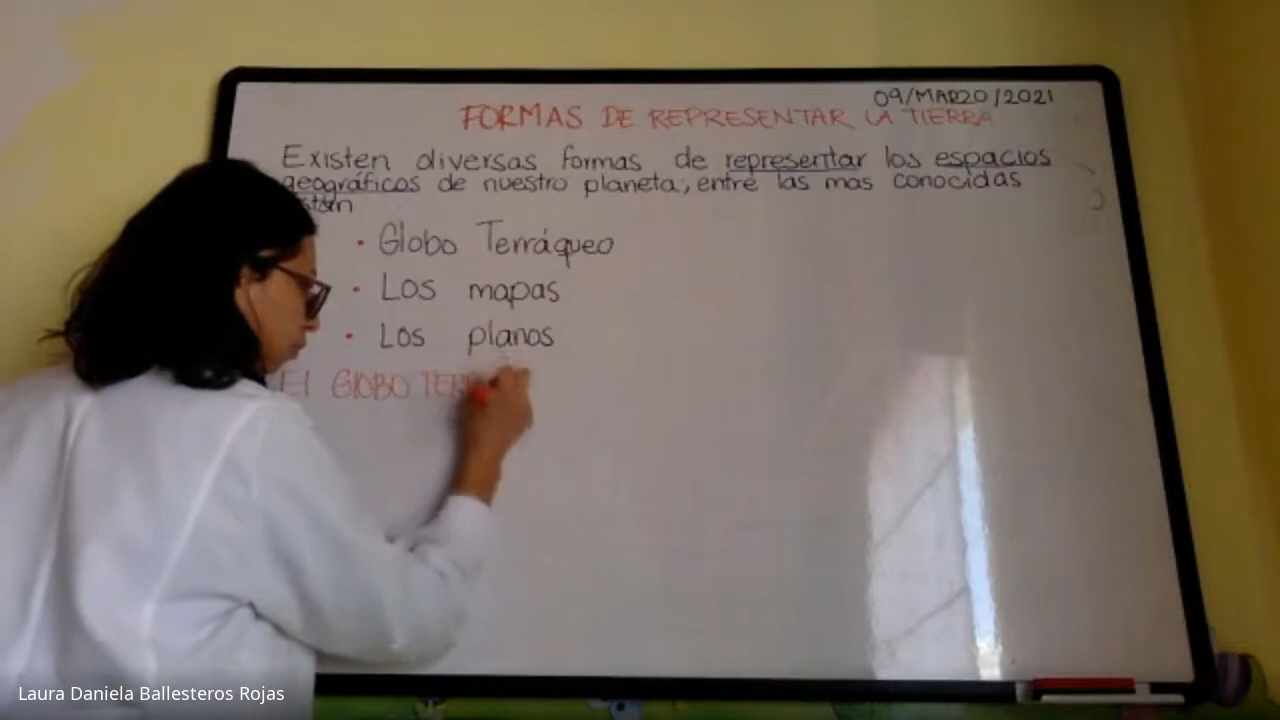 09/MARZO/2021
FORMAS DE REPRESENTAR LA TIERRA
Existen diversas formas de representar los espacios
geográficos de nuestro planeta, entre las mas conocidas
• Globo Terráqueo
• Los mapas
• Los planos
El GlOBO
Laura Daniela Ballesteros Rojas